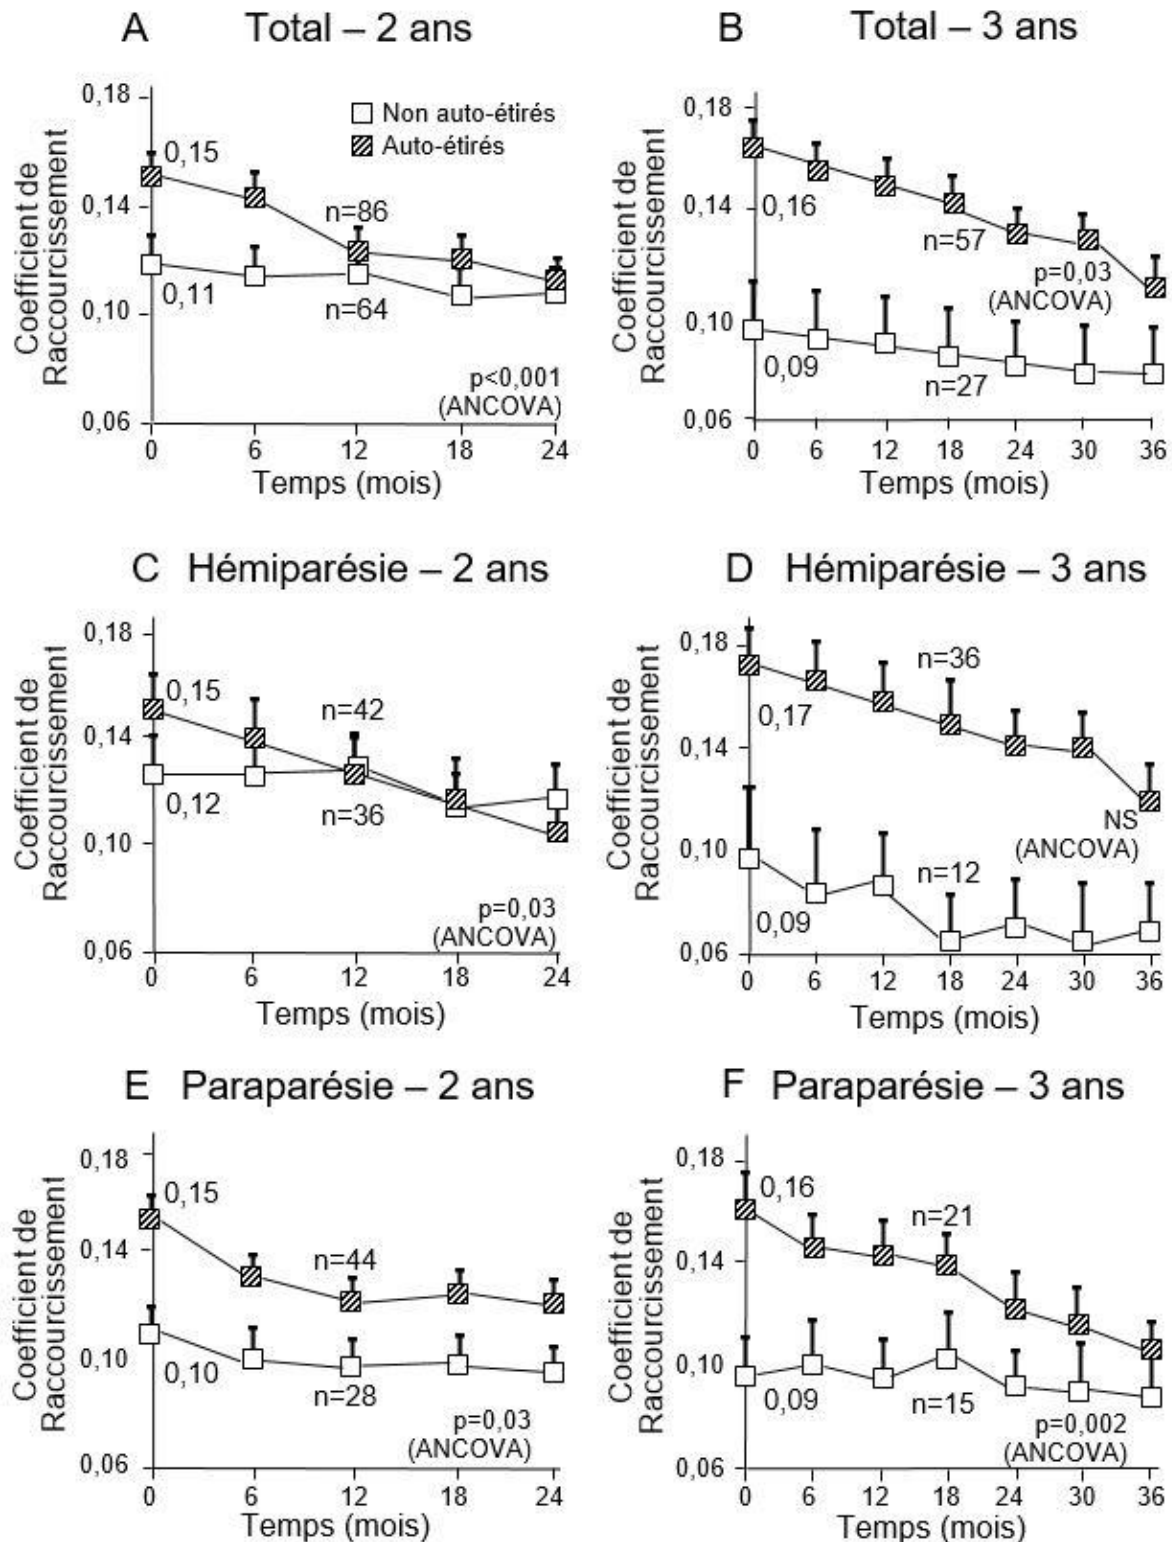 A Total – 2 ans
Coefficient de
Raccourcissement
0,18
0,14
0,10
0,06
Non auto-étirés
Auto-étirés
0,15
n=86
0,11
n=64
p<0,001
(ANCOVA)
0 6 12 18 24
Temps (mois)
B Total – 3 ans
Coefficient de
Raccourcissement
0,18
0,14
0,10
0,06
0,16
n=57
p=0,03
(ANCOVA)
0,09
n=27
0 6 12 18 24 30 36
Temps (mois)
C Hémiparésie – 2 ans
Coefficient de
Raccourcissement
0,18
0,14
0,10
0,06
0,15
n=42
0,12
n=36
p=0,03
(ANCOVA)
0 6 12 18 24
Temps (mois)
D Hémiparésie – 3 ans
Coefficient de
Raccourcissement
0,18
0,14
0,10
0,06
n=36
0,17
NS
(ANCOVA)
n=12
0,09
0 6 12 18 24 30 36
Temps (mois)
E Paraparésie – 2 ans
Coefficient de
Raccourcissement
0,18
0,14
0,10
0,06
0,15
n=44
0,10
n=28
p=0,03
(ANCOVA)
0 6 12 18 24
Temps (mois)
F Paraparésie – 3 ans
Coefficient de
Raccourcissement
0,18
0,14
0,10
0,06
0,16
n=21
0,09
n=15
p=0,002
(ANCOVA)
0 6 12 18 24 30 36
Temps (mois)